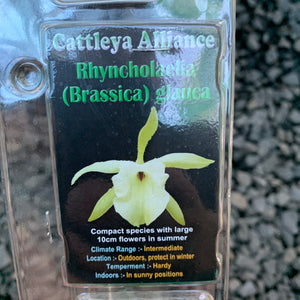 Cattleya Alliance
Rhyncholaelia
(Brassica) glauca
Compact species with large
10cm flowers in summer
Climate Range :- Intermediate
Location :- Outdoors, protect in winter
Temperment :- Hardy
Indoors :- In sunny positions